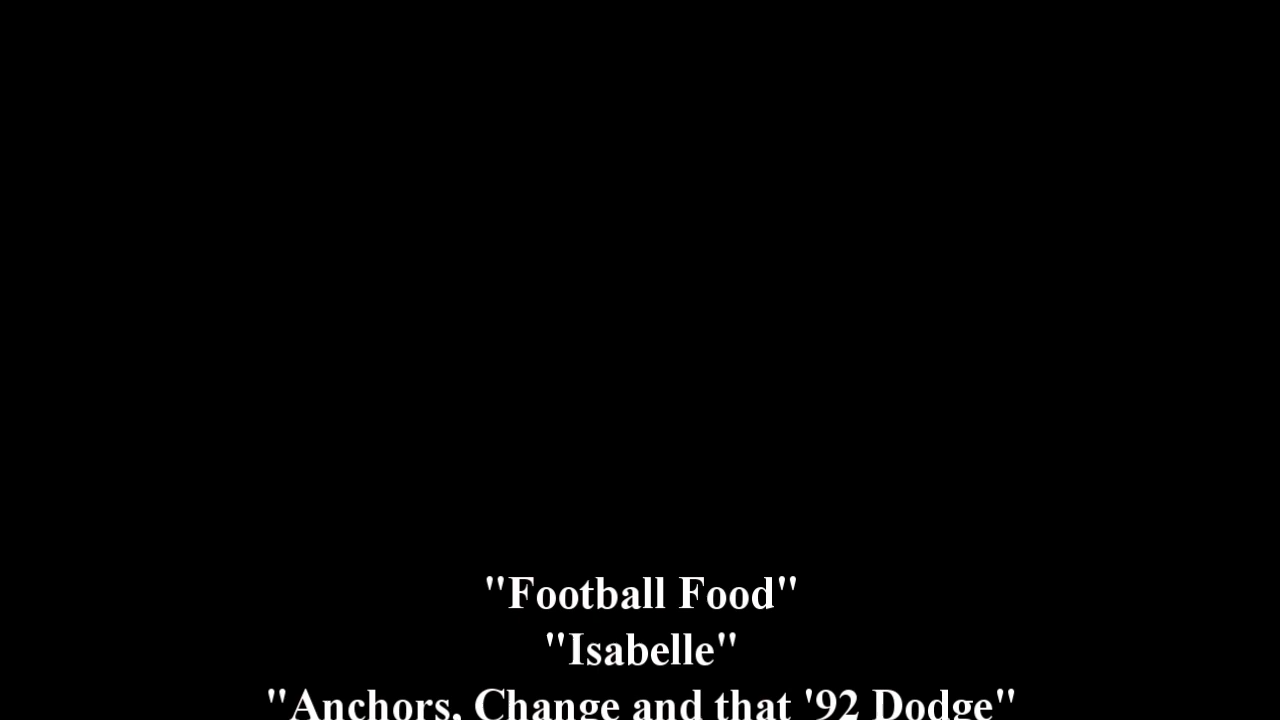 "Football Food"
"Isabelle"
"Anchors, Change and that '92 Dodge"